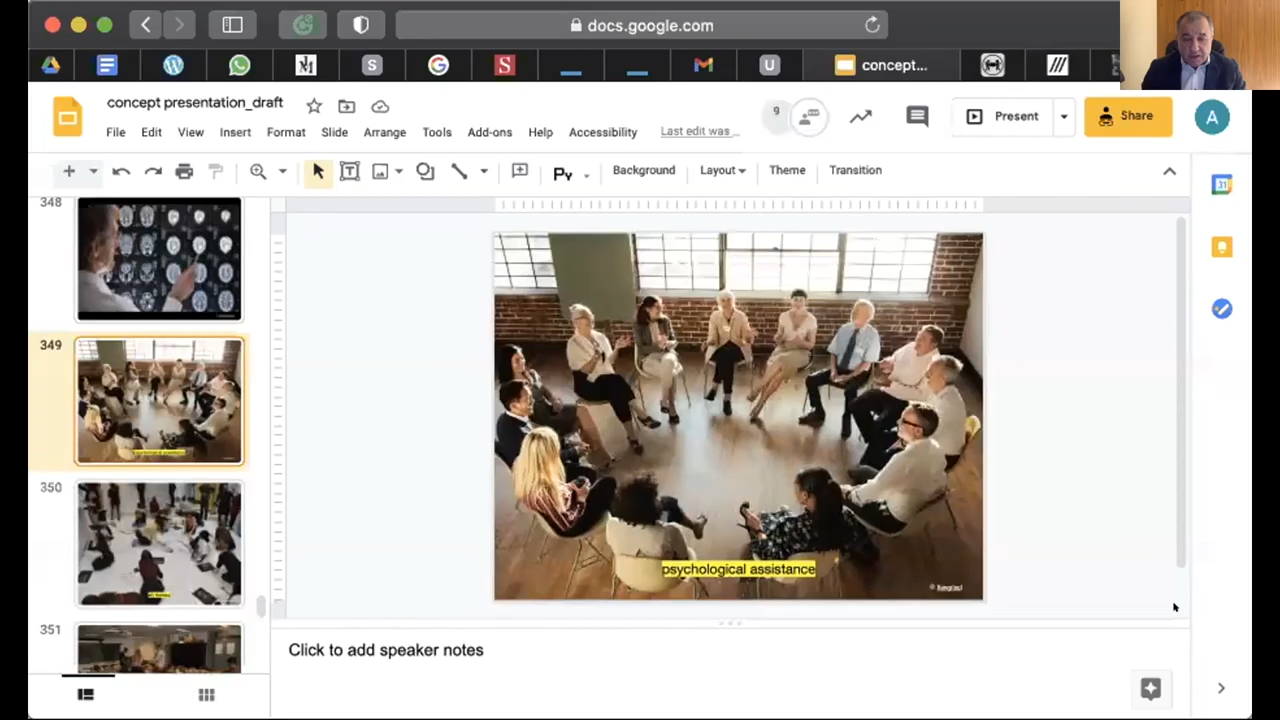 docs.google.com
concept...
concept presentation_draft
File Edit View Insert Format Slide Arrange Tools Add-ons Help Accessibility Last edit was ...
9
Present
Share
A
Background Layout Theme Transition
31
348
349
350
351
psychological assistance
Click to add speaker notes